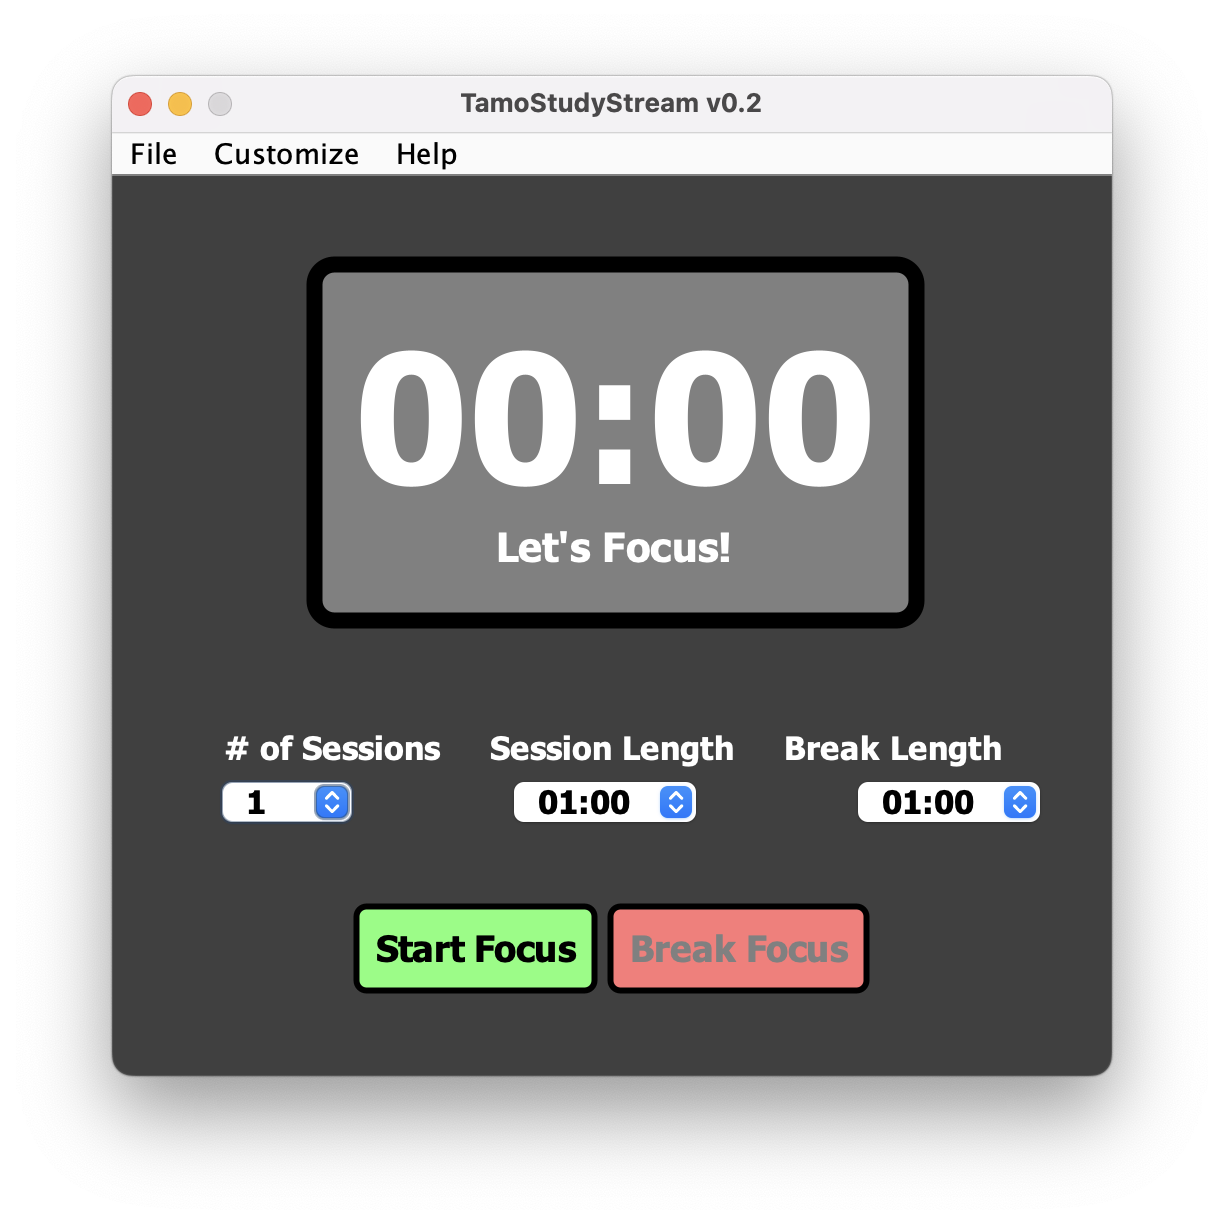 TamoStudyStream v0.2
File Customize Help
00:00
Let's Focus!
# of Sessions Session Length Break Length
1 01:00 01:00
Start Focus Break Focus